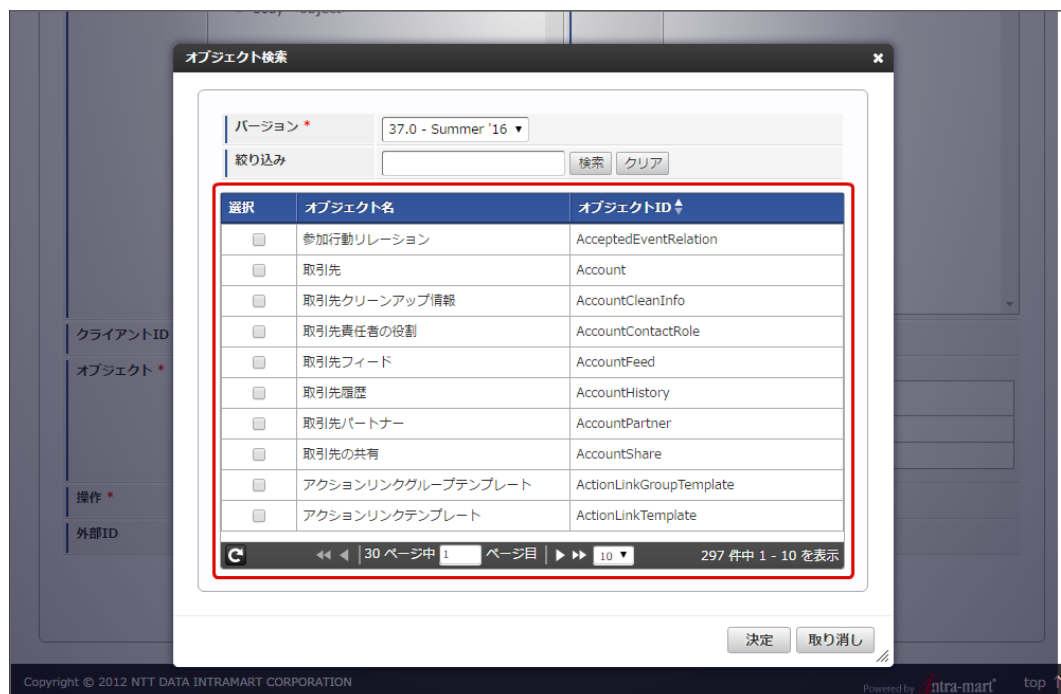 オブジェクト検索
バージョン * 37.0 - Summer '16
絞り込み 検索 クリア
選択 オブジェクト名 オブジェクトID
参加行動リレーション AcceptedEventRelation
取引先 Account
取引先クリーンアップ情報 AccountCleanInfo
取引先責任者の役割 AccountContactRole
取引先フィード AccountFeed
取引先履歴 AccountHistory
取引先パートナー AccountPartner
取引先の共有 AccountShare
アクションリンクグループテンプレート ActionLinkGroupTemplate
アクションリンクテンプレート ActionLinkTemplate
30 ページ中 1 ページ目 10 297 件中 1 - 10 を表示
決定 取り消し
クライアントID
オブジェクト *
操作 *
外部ID
Copyright © 2012 NTT DATA INTRAMART CORPORATION
Powered by intra-mart top